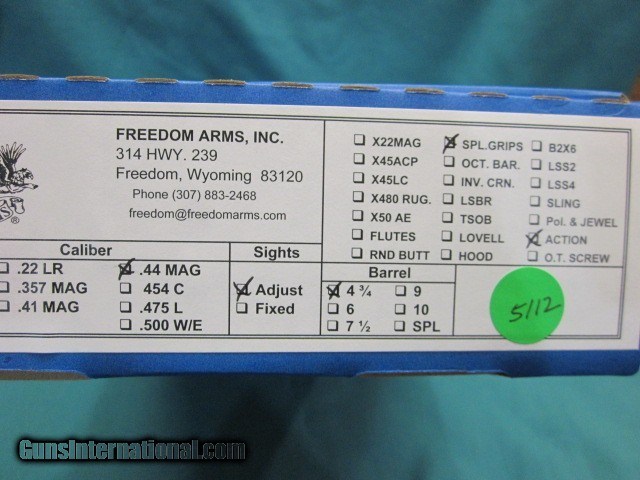 FREEDOM ARMS, INC.
314 HWY. 239
Freedom, Wyoming 83120
Phone (307) 883-2468
freedom@freedomarms.com
X22MAG
X45ACP
X45LC
X480 RUG.
X50 AE
FLUTES
RND BUTT
SPL.GRIPS
OCT. BAR.
INV. CRN.
LSBR
TSOB
LOVELL
HOOD
B2X6
LSS2
LSS4
SLING
Pol. & JEWEL
ACTION
O.T. SCREW
Caliber
.22 LR
.357 MAG
.41 MAG
.44 MAG
454 C
.475 L
.500 W/E
Sights
Adjust
Fixed
Barrel
4 ¾
6
7 ½
9
10
SPL
5/12
GunsInternational.com